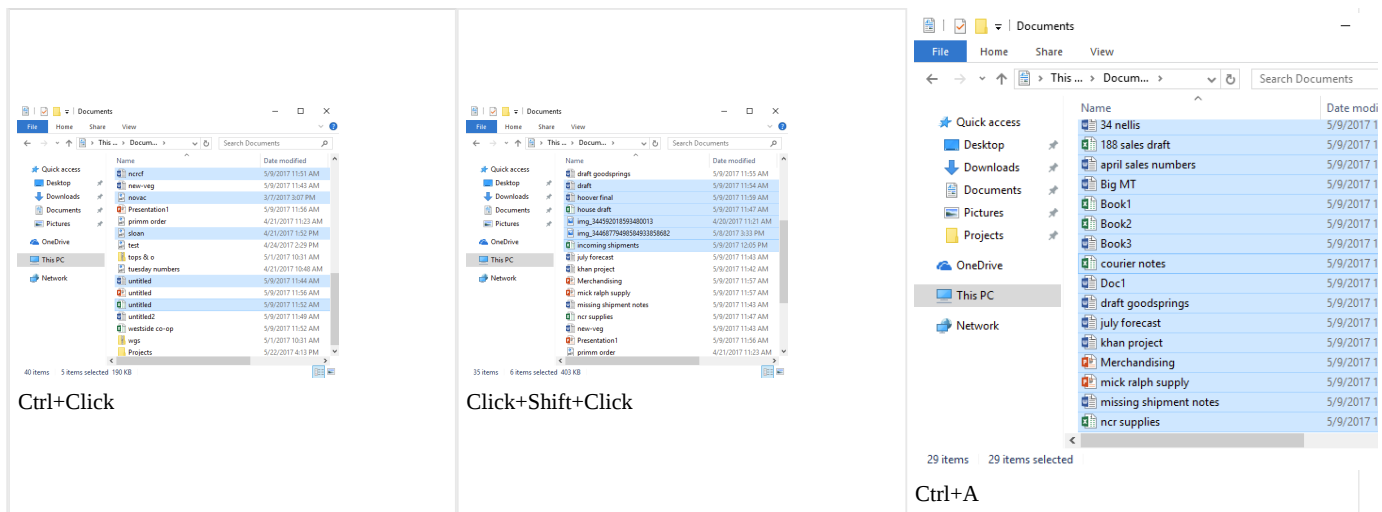 Documents
File Home Share View
This ... > Docum... >
Search Documents
Name Date modified
Quick access
Desktop
Downloads
Documents
Pictures
OneDrive
This PC
Network
ncrcf 5/9/2017 11:51 AM
new-veg 5/9/2017 11:43 AM
novac 3/7/2017 3:07 PM
Presentation1 5/9/2017 11:56 AM
primm order 4/21/2017 11:23 AM
sloan 4/21/2017 1:52 PM
test 4/24/2017 2:29 PM
tops & o 5/1/2017 10:31 AM
tuesday numbers 4/21/2017 10:48 AM
untitled 5/9/2017 11:44 AM
untitled 5/9/2017 11:56 AM
untitled 5/9/2017 11:52 AM
untitled2 5/9/2017 11:49 AM
westside co-op 5/9/2017 11:52 AM
wgs 5/1/2017 10:31 AM
Projects 5/22/2017 4:13 PM
40 items 5 items selected 190 KB
Ctrl+Click
Documents
File Home Share View
This ... > Docum... >
Search Documents
Name Date modified
Quick access
Desktop
Downloads
Documents
Pictures
OneDrive
This PC
Network
draft goodsprings 5/9/2017 11:55 AM
draft 5/9/2017 11:54 AM
hoover final 5/9/2017 11:59 AM
house draft 5/9/2017 11:47 AM
img_344592018593480013 4/20/2017 11:21 AM
img_34468779498584933858682 5/8/2017 3:33 PM
incoming shipments 5/9/2017 12:05 PM
july forecast 5/9/2017 11:43 AM
khan project 5/9/2017 11:42 AM
Merchandising 5/9/2017 11:57 AM
mick ralph supply 5/9/2017 11:57 AM
missing shipment notes 5/9/2017 11:43 AM
ncr supplies 5/9/2017 11:47 AM
new-veg 5/9/2017 11:43 AM
Presentation1 5/9/2017 11:56 AM
primm order 4/21/2017 11:23 AM
35 items 6 items selected 403 KB
Click+Shift+Click
Documents
File Home Share View
This ... > Docum... >
Search Documents
Name Date modi
Quick access
Desktop
Downloads
Documents
Pictures
Projects
OneDrive
This PC
Network
34 nellis 5/9/2017 1
188 sales draft 5/9/2017 1
april sales numbers 5/9/2017 1
Big MT 5/9/2017 1
Book1 5/9/2017 1
Book2 5/9/2017 1
Book3 5/9/2017 1
courier notes 5/9/2017 1
Doc1 5/9/2017 1
draft goodsprings 5/9/2017 1
july forecast 5/9/2017 1
khan project 5/9/2017 1
Merchandising 5/9/2017 1
mick ralph supply 5/9/2017 1
missing shipment notes 5/9/2017 1
ncr supplies 5/9/2017 1
29 items 29 items selected
Ctrl+A